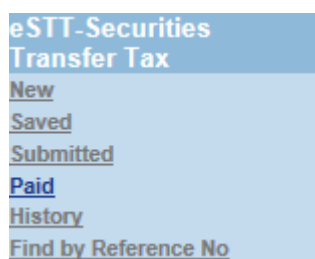 eSTT-Securities
Transfer Tax
New
Saved
Submitted
Paid
History
Find by Reference No